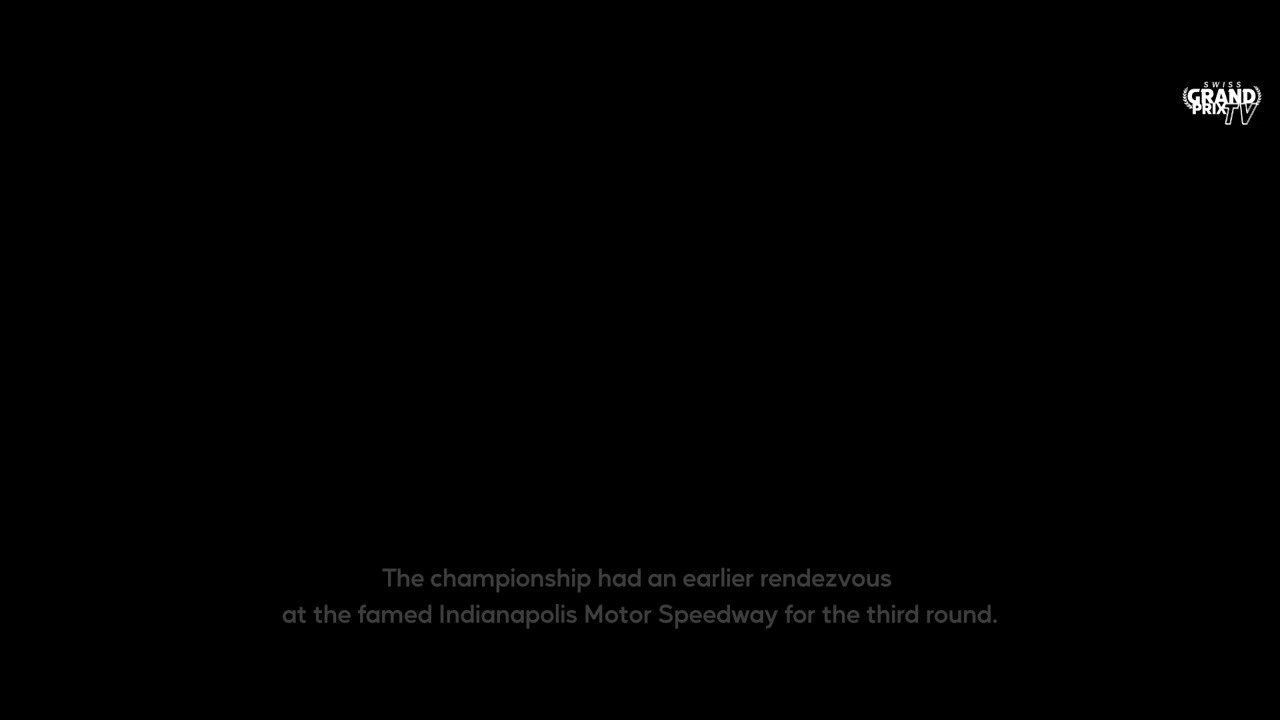 SWISS
GRAND
PRIX TV
The championship had an earlier rendezvous
at the famed Indianapolis Motor Speedway for the third round.